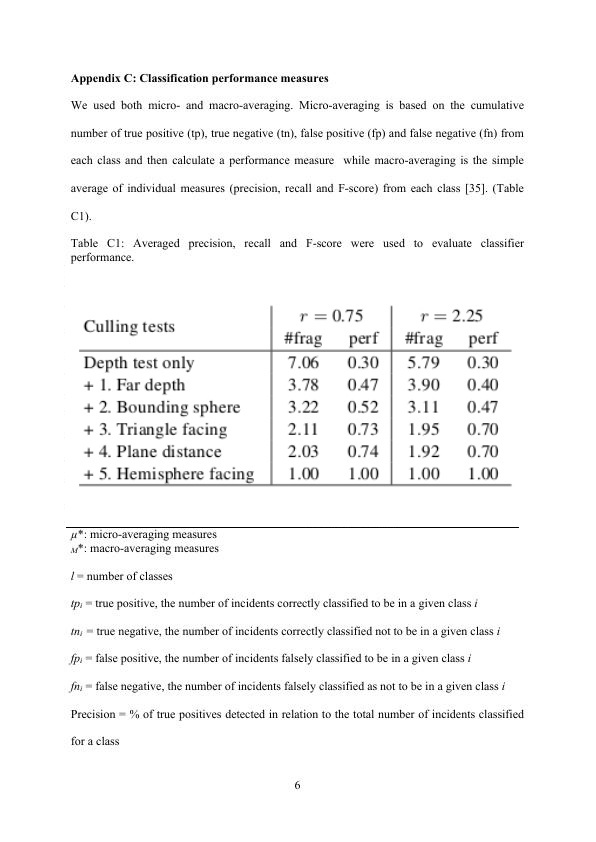 Appendix C: Classification performance measures
We used both micro- and macro-averaging. Micro-averaging is based on the cumulative
number of true positive (tp), true negative (tn), false positive (fp) and false negative (fn) from
each class and then calculate a performance measure while macro-averaging is the simple
average of individual measures (precision, recall and F-score) from each class [35]. (Table
C1).
Table C1: Averaged precision, recall and F-score were used to evaluate classifier
performance.
Culling tests r = 0.75 r = 2.25
#frag perf #frag perf
Depth test only 7.06 0.30 5.79 0.30
+ 1. Far depth 3.78 0.47 3.90 0.40
+ 2. Bounding sphere 3.22 0.52 3.11 0.47
+ 3. Triangle facing 2.11 0.73 1.95 0.70
+ 4. Plane distance 2.03 0.74 1.92 0.70
+ 5. Hemisphere facing 1.00 1.00 1.00 1.00
μ*: micro-averaging measures
M*: macro-averaging measures
l = number of classes
tpi = true positive, the number of incidents correctly classified to be in a given class i
tni = true negative, the number of incidents correctly classified not to be in a given class i
fpi = false positive, the number of incidents falsely classified to be in a given class i
fni = false negative, the number of incidents falsely classified as not to be in a given class i
Precision = % of true positives detected in relation to the total number of incidents classified
for a class
6